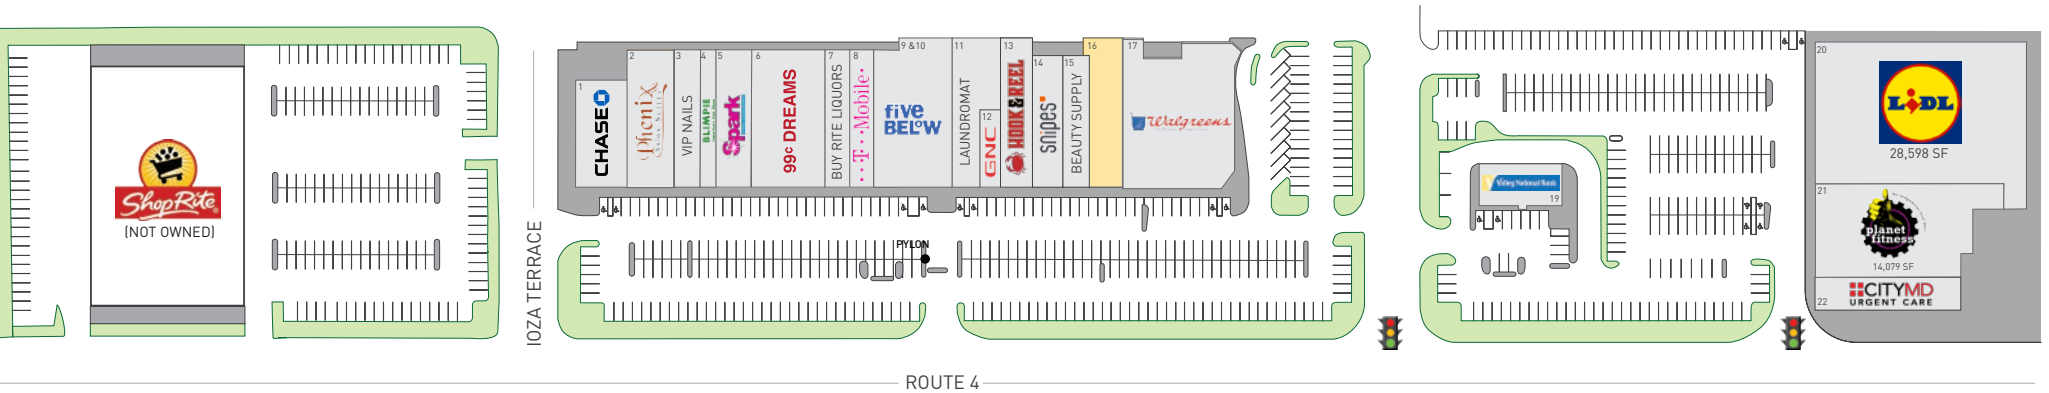 ShopRite
(NOT OWNED)
IOZA TERRACE
1
CHASE
2
Phenix
3
VIP NAILS
4
BLIMPIE
5
Spark
6
99¢ DREAMS
7
BUY RITE LIQUORS
8
T-Mobile
9 &10
five
BELOW
11
LAUNDROMAT
12
GNC
13
HOOK & REEL
14
snipes
15
BEAUTY SUPPLY
16
17
Walgreens
PYLON
Valley National Bank
19
20
LIDL
28,598 SF
21
planet
fitness
14,079 SF
22
CITYMD
URGENT CARE
ROUTE 4